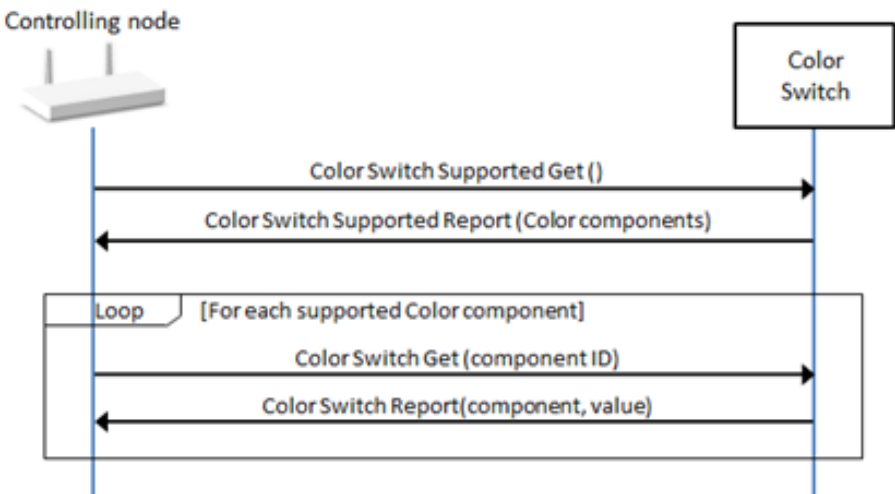 Controlling node
Color
Switch
Color Switch Supported Get ()
Color Switch Supported Report (Color components)
Loop [For each supported Color component]
Color Switch Get (component ID)
Color Switch Report(component, value)